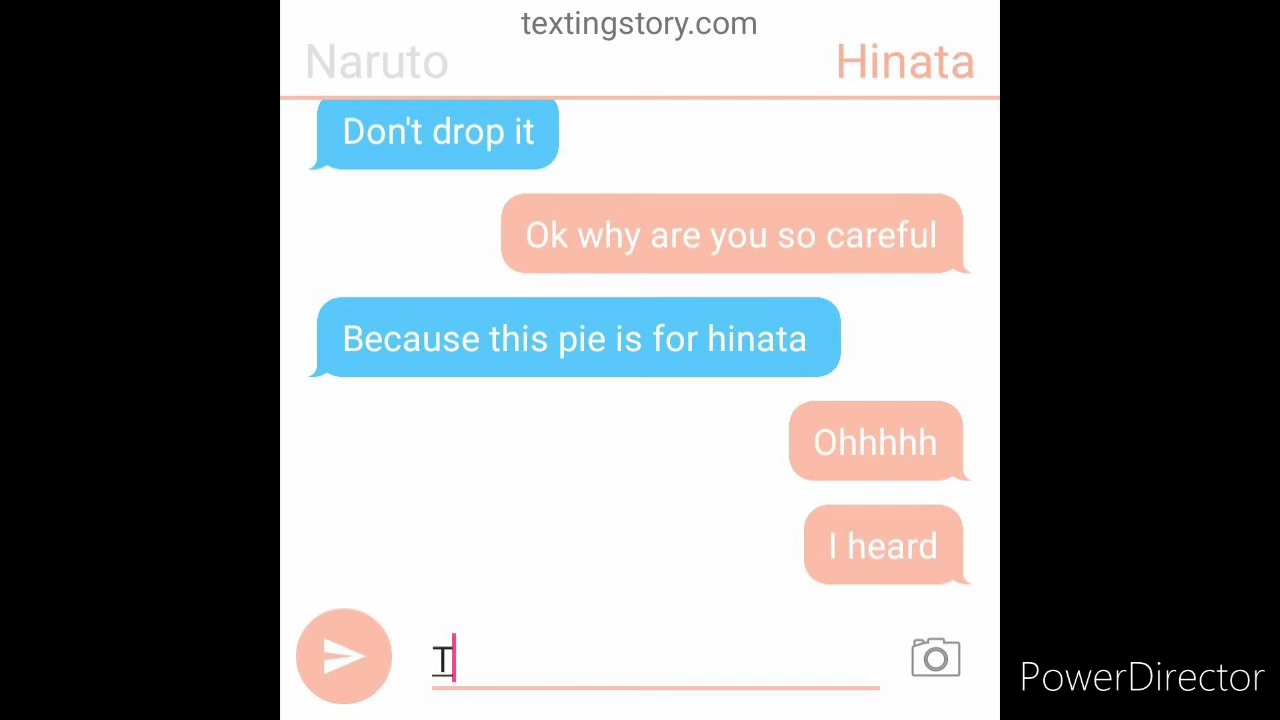 textingstory.com
Naruto Hinata
Don't drop it
Ok why are you so careful
Because this pie is for hinata
Ohhhhh
I heard
T
PowerDirector